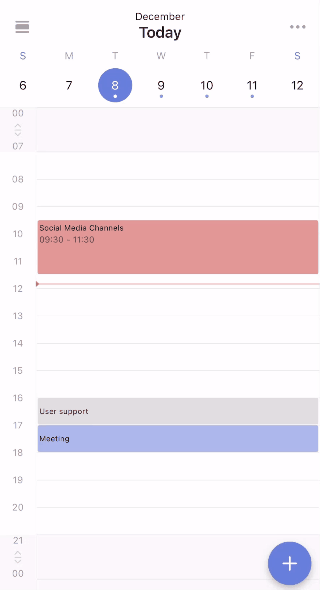 December
Today
S M T W T F S
6 7 8 9 10 11 12
00
07
08
09
Social Media Channels
10
09:30 - 11:30
11
12
13
14
15
16
User support
17
Meeting
18
19
20
21
00